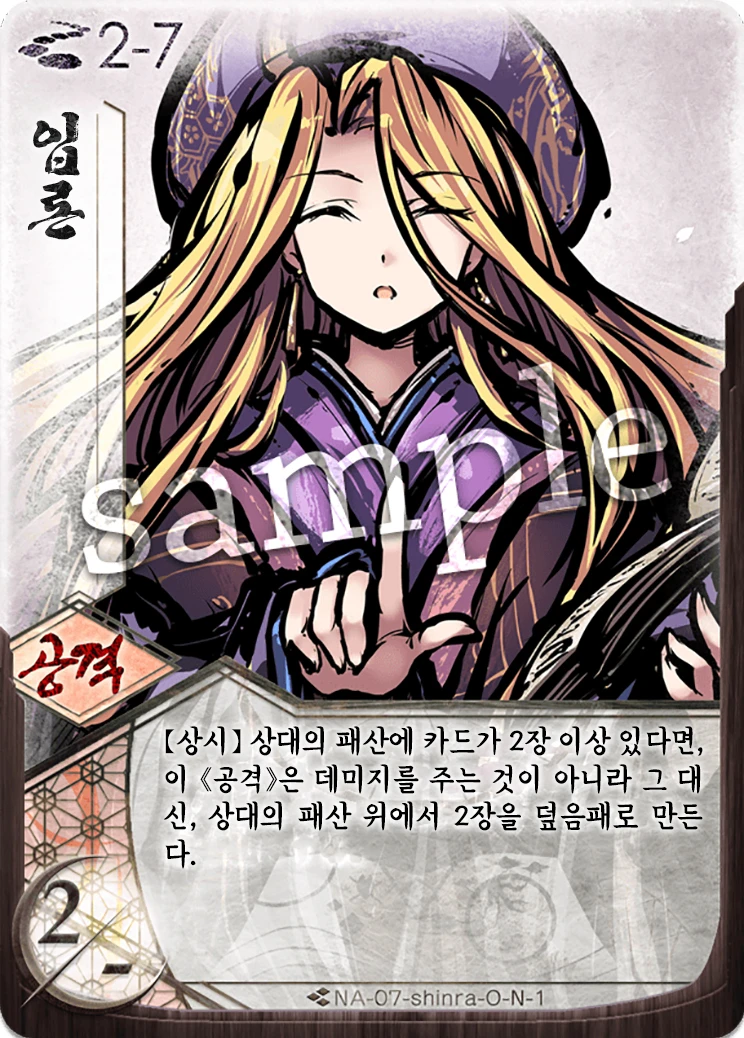 2-7
입론
sample
공격
【상시】상대의 패산에 카드가 2장 이상 있다면,
이 《공격》은 데미지를 주는 것이 아니라 그 대
신, 상대의 패산 위에서 2장을 덮음패로 만든
다.
2/-
NA-07-shinra-O-N-1